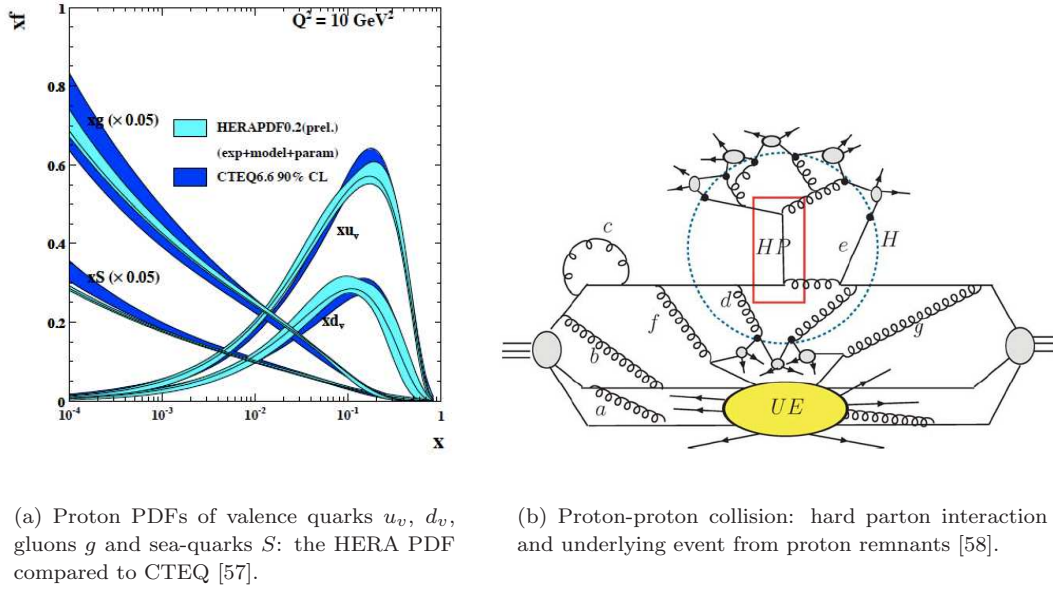 Q² = 10 GeV²
xf
1
0.8
0.6
0.4
0.2
0
xg (× 0.05)
HERAPDF0.2(prel.)
(exp+model+param)
CTEQ6.6 90% CL
xu_v
xS (× 0.05)
xd_v
10⁻⁴ 10⁻³ 10⁻² 10⁻¹ 1
x
c
HP
e
H
d
f
g
b
a
UE
(a) Proton PDFs of valence quarks u_v, d_v,
gluons g and sea-quarks S: the HERA PDF
compared to CTEQ [57].
(b) Proton-proton collision: hard parton interaction
and underlying event from proton remnants [58].